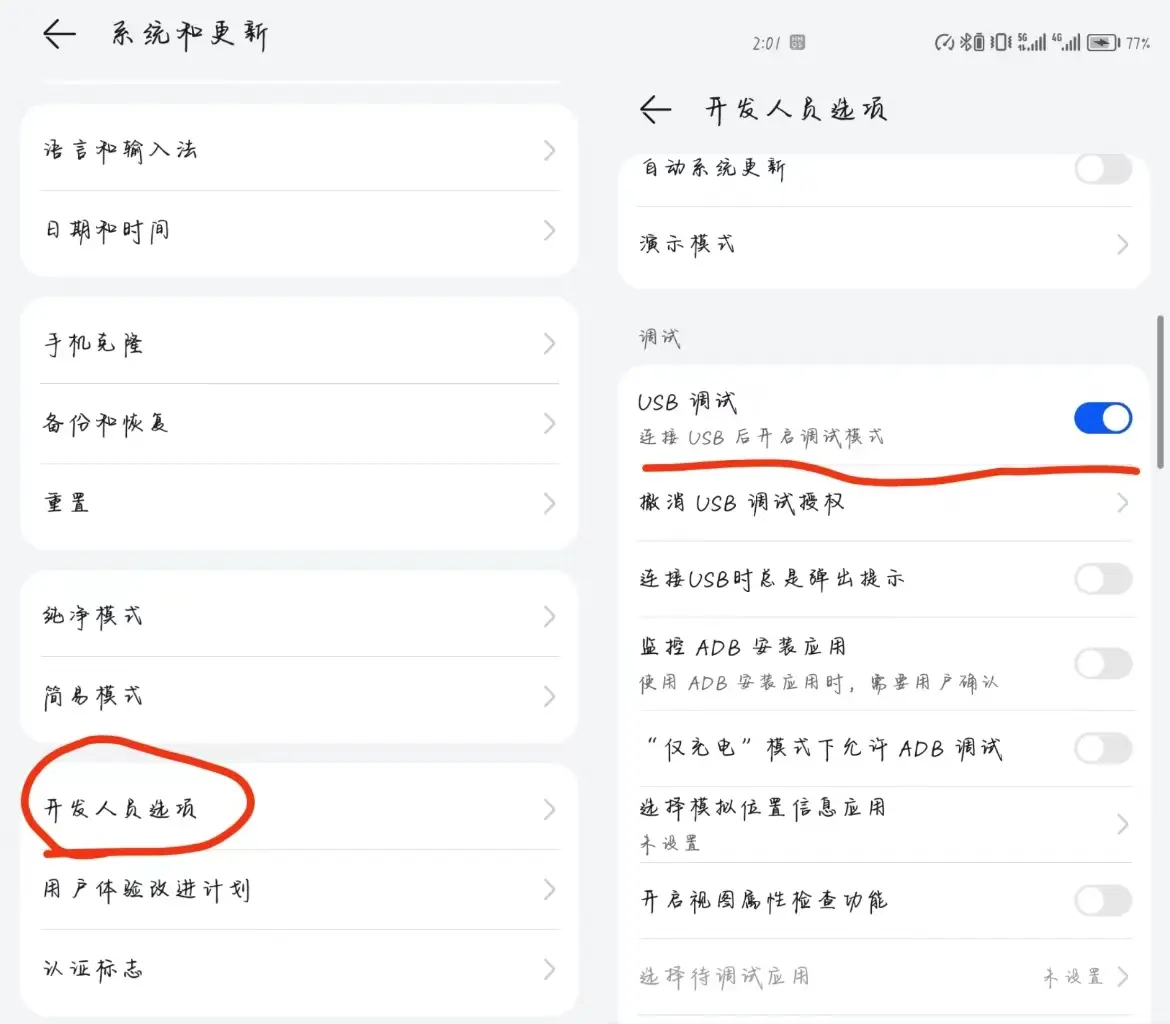 系统和更新
语言和输入法
日期和时间
手机克隆
备份和恢复
重置
纯净模式
简易模式
开发人员选项
用户体验改进计划
认证标志
2:01
5G
4G
77%
开发人员选项
自动系统更新
演示模式
调试
USB 调试
连接 USB 后开启调试模式
撤消 USB 调试授权
连接USB时总是弹出提示
监控 ADB 安装应用
使用 ADB 安装应用时，需要用户确认
“仅充电”模式下允许 ADB 调试
选择模拟位置信息应用
未设置
开启视图属性检查功能
选择待调试应用 未设置